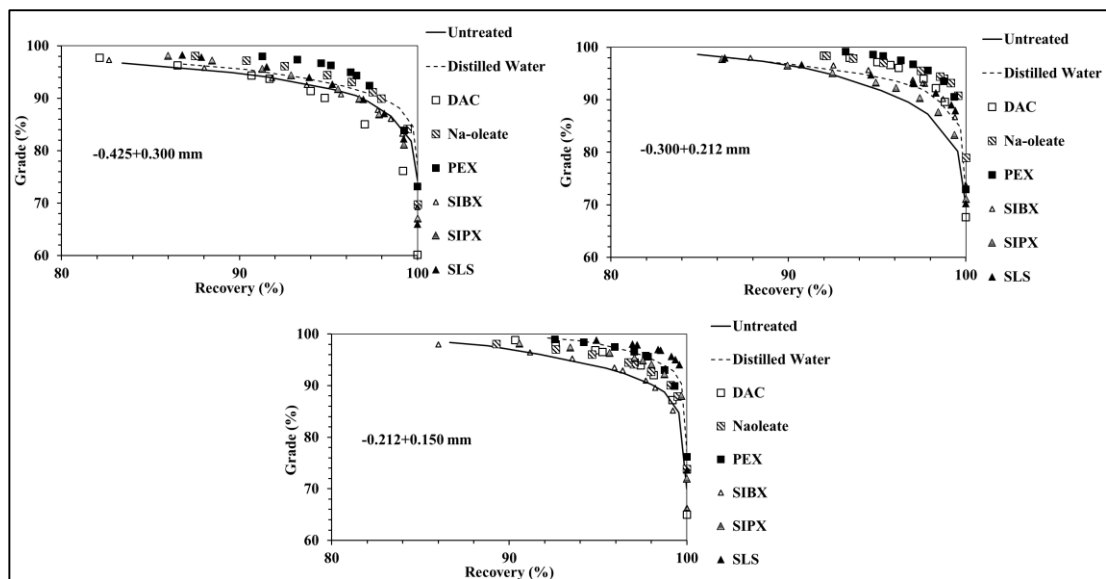 100
90
80
70
60
Grade (%)
-0.425+0.300 mm
80
90
100
Recovery (%)
Untreated
Distilled Water
DAC
Na-oleate
PEX
SIBX
SIPX
SLS
100
90
80
70
60
Grade (%)
-0.300+0.212 mm
80
90
100
Recovery (%)
Untreated
Distilled Water
DAC
Na-oleate
PEX
SIBX
SIPX
SLS
100
90
80
70
60
Grade (%)
-0.212+0.150 mm
80
90
100
Recovery (%)
Untreated
Distilled Water
DAC
Naoleate
PEX
SIBX
SIPX
SLS